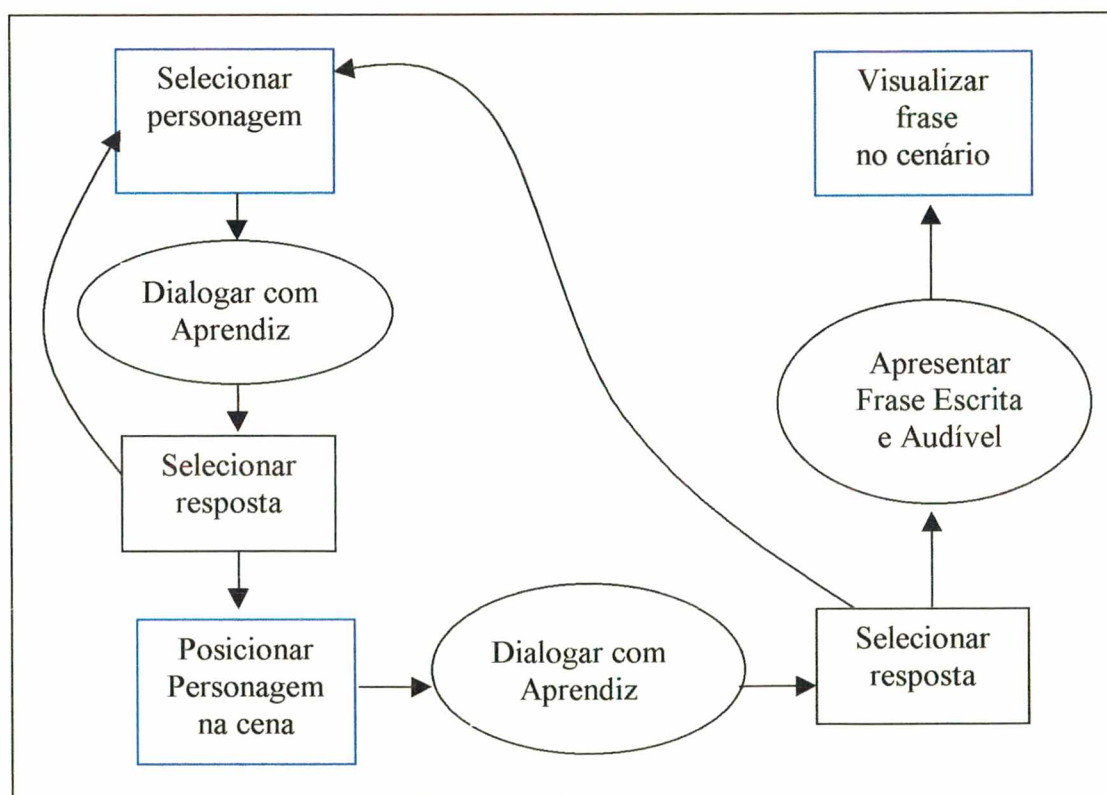 Selecionar
personagem
Dialogar com
Aprendiz
Selecionar
resposta
Posicionar
Personagem
na cena
Dialogar com
Aprendiz
Selecionar
resposta
Apresentar
Frase Escrita
e Audível
Visualizar
frase
no cenário